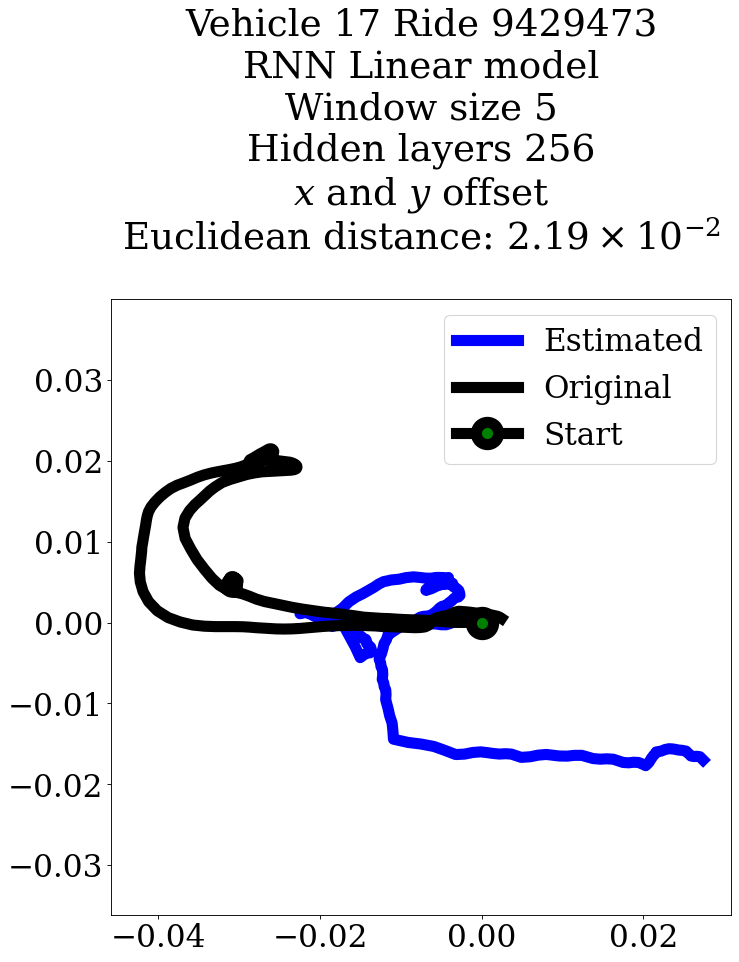 Vehicle 17 Ride 9429473
RNN Linear model
Window size 5
Hidden layers 256
x and y offset
Euclidean distance: 2.19 × 10⁻²
Estimated
Original
Start
0.03
0.02
0.01
0.00
−0.01
−0.02
−0.03
−0.04 −0.02 0.00 0.02